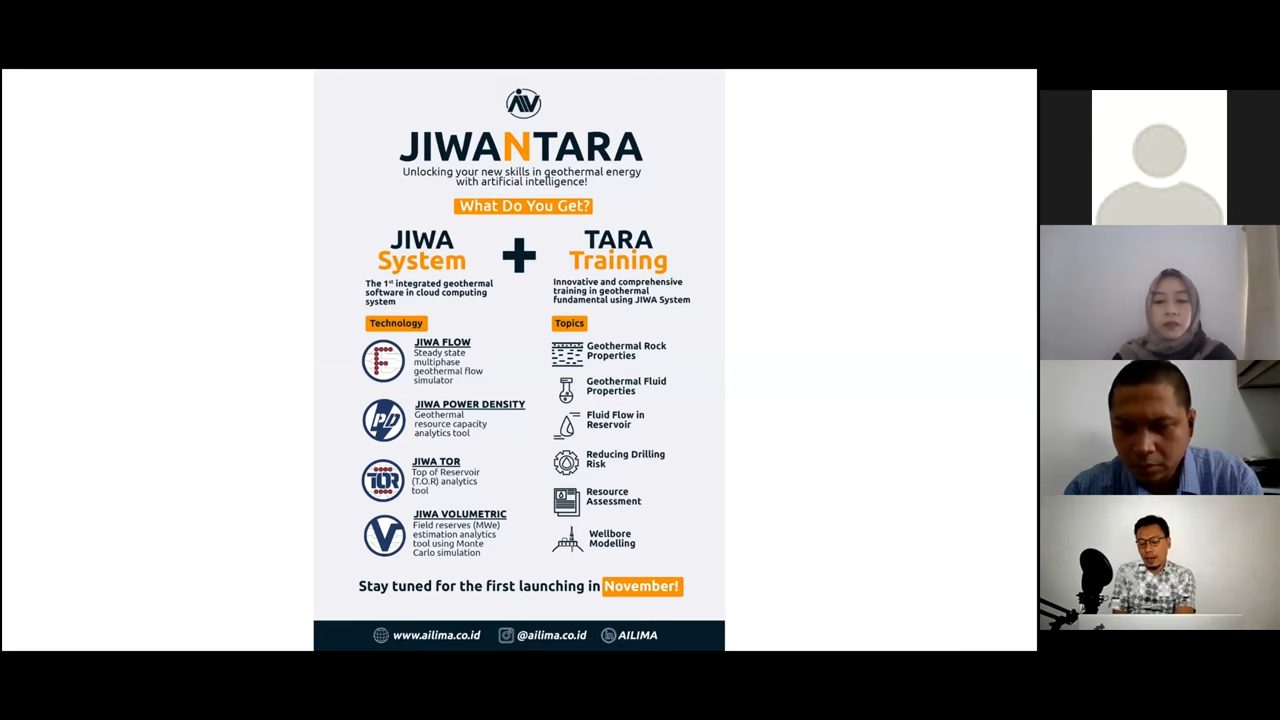 JIWANTARA
Unlocking your new skills in geothermal energy
with artificial intelligence!
What Do You Get?
JIWA
System
The 1st integrated geothermal
software in cloud computing
system
Technology
JIWA FLOW
Steady state
multiphase
geothermal flow
simulator
PD
JIWA POWER DENSITY
Geothermal
resource capacity
analytics tool
TOR
JIWA TOR
Top of Reservoir
(T.O.R) analytics
tool
V
JIWA VOLUMETRIC
Field reserves (MWe)
estimation analytics
tool using Monte
Carlo simulation
+
TARA
Training
Innovative and comprehensive
training in geothermal
fundamental using JIWA System
Topics
Geothermal Rock
Properties
Geothermal Fluid
Properties
Fluid Flow in
Reservoir
Reducing Drilling
Risk
Resource
Assessment
Wellbore
Modelling
Stay tuned for the first launching in November!
www.ailima.co.id @ailima.co.id in AILIMA